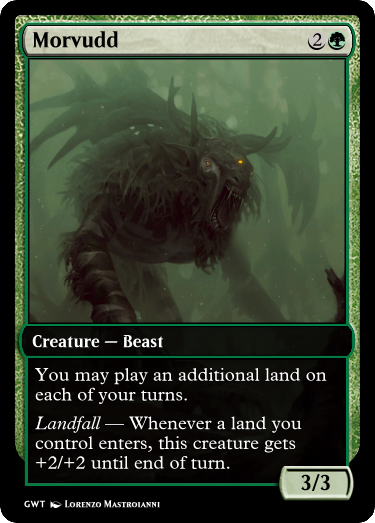 Morvudd 2
Creature — Beast
You may play an additional land on
each of your turns.
Landfall — Whenever a land you
control enters, this creature gets
+2/+2 until end of turn.
3/3
GWT Lorenzo Mastroianni